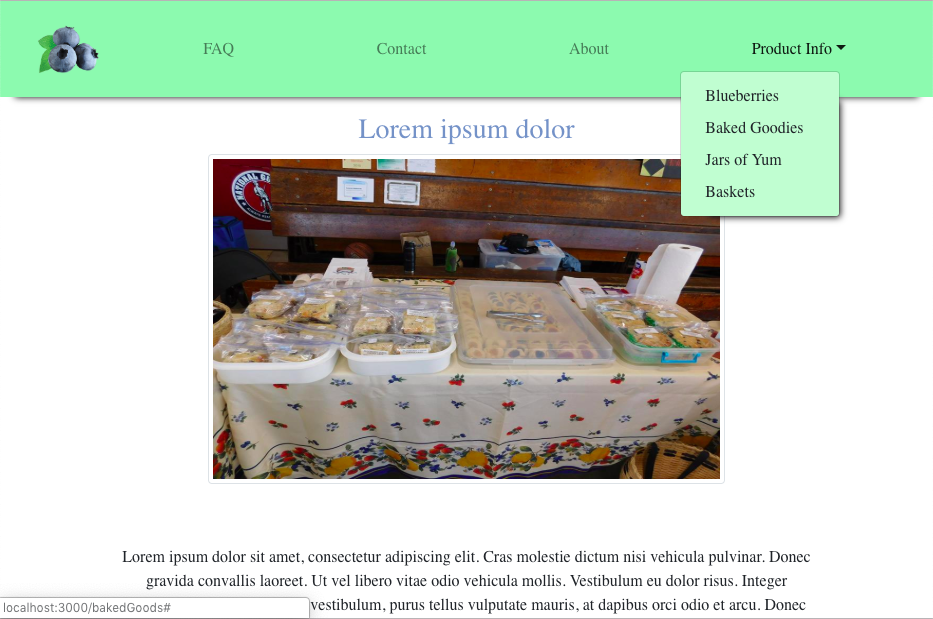 FAQ
Contact
About
Product Info
Blueberries
Baked Goodies
Jars of Yum
Baskets
Lorem ipsum dolor
Lorem ipsum dolor sit amet, consectetur adipiscing elit. Cras molestie dictum nisi vehicula pulvinar. Donec
gravida convallis laoreet. Ut vel libero vitae odio vehicula mollis. Vestibulum eu dolor risus. Integer
vestibulum, purus tellus vulputate mauris, at dapibus orci odio et arcu. Donec
localhost:3000/bakedGoods#